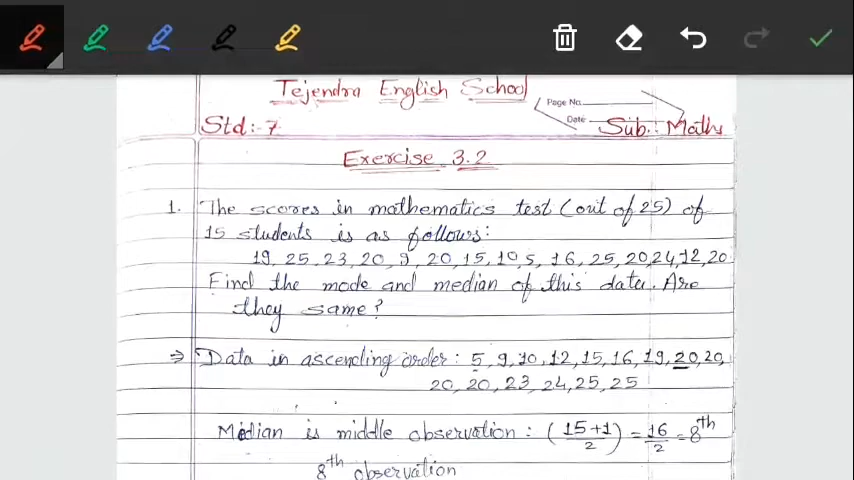 Tejendra English School
Page No.
Date
Std:- 7
Sub.: Maths
Exercise 3.2
1. The scores in mathematics test (out of 25) of
15 students is as follows:
19, 25, 23, 20, 9, 20, 15, 10, 5, 16, 25, 20, 24, 12, 20
Find the mode and median of this data. Are
they same?
⇒ Data in ascending order : 5, 9, 10, 12, 15, 16, 19, 20, 20,
20, 20, 23, 24, 25, 25
Median is middle observation : (15+1/2) = 16/2 = 8th
8th observation